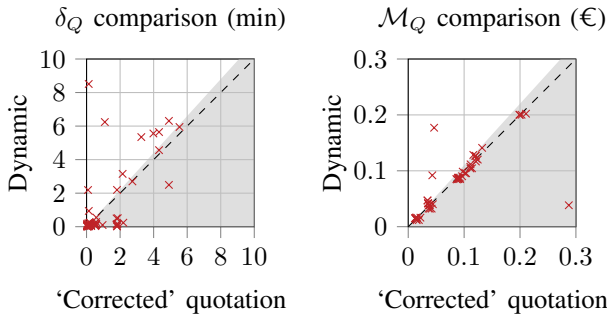 δ_Q comparison (min)
Dynamic
10
8
6
4
2
0
0 2 4 6 8 10
'Corrected' quotation
ℳ_Q comparison (€)
Dynamic
0.3
0.2
0.1
0
0 0.1 0.2 0.3
'Corrected' quotation